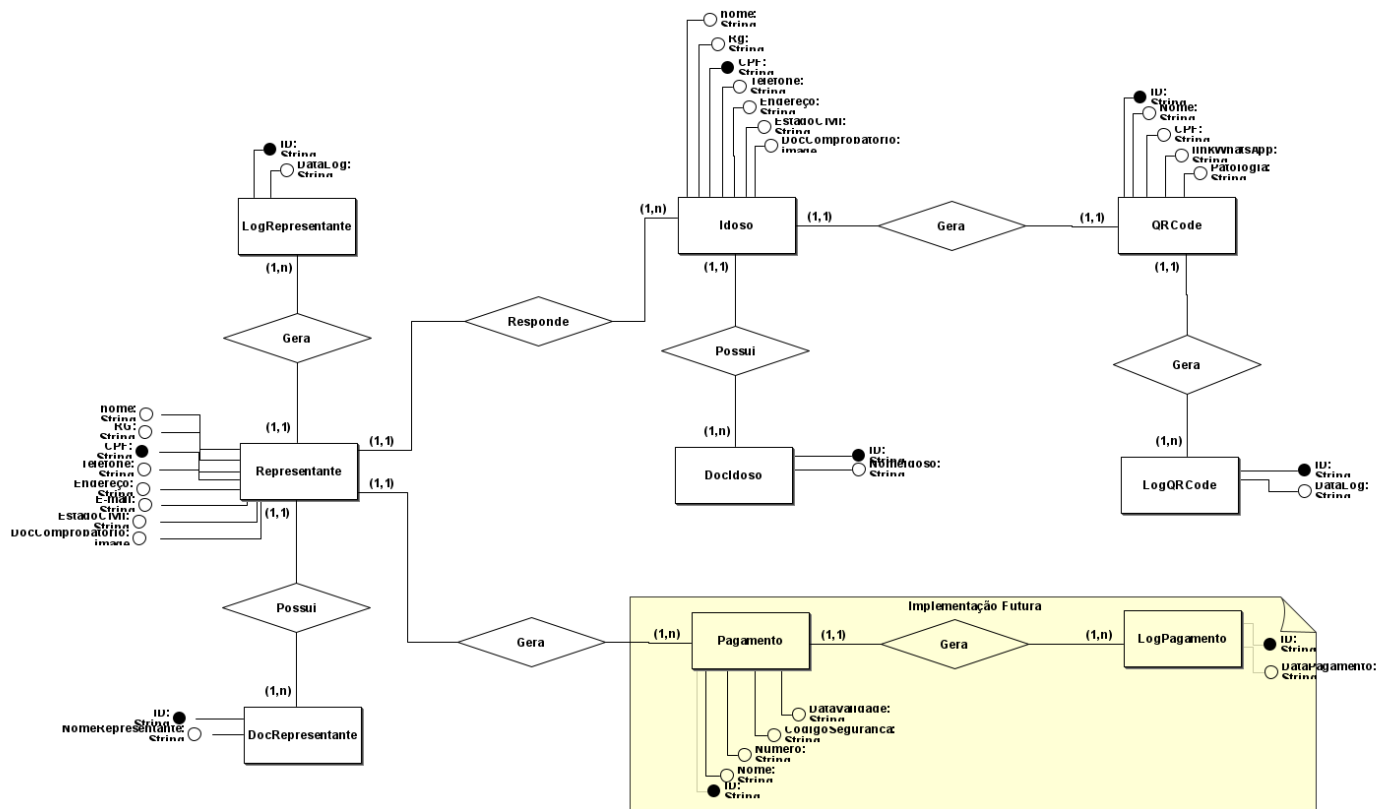 nome:
String
Rg:
String
CPF:
String
Telefone:
String
Endereço:
String
EstadoCivil:
String
DocComprobatório:
image
ID:
String
Nome:
String
CPF:
String
linkWhatsApp:
String
Patologia:
String
ID:
String
DataLog:
String
LogRepresentante
(1,n)
Gera
(1,1)
(1,n)
Idoso
(1,1)
Gera
(1,1)
QRCode
(1,1)
(1,1)
Responde
Possui
Gera
nome:
String
RG:
String
CPF:
String
Telefone:
String
Endereço:
String
E-mail:
String
EstadoCivil:
String
DocComprobatório:
image
Representante
(1,1)
(1,1)
(1,1)
(1,n)
DocIdoso
ID:
String
NomeIdoso:
String
(1,n)
LogQRCode
ID:
String
DataLog:
String
Possui
(1,n)
ID:
String
NomeRepresentante:
String
DocRepresentante
Gera
Implementação Futura
(1,n)
Pagamento
(1,1)
Gera
(1,n)
LogPagamento
ID:
String
DataPagamento:
String
DataValidade:
String
CodigoSeguranca:
String
Numero:
String
Nome:
String
ID:
String